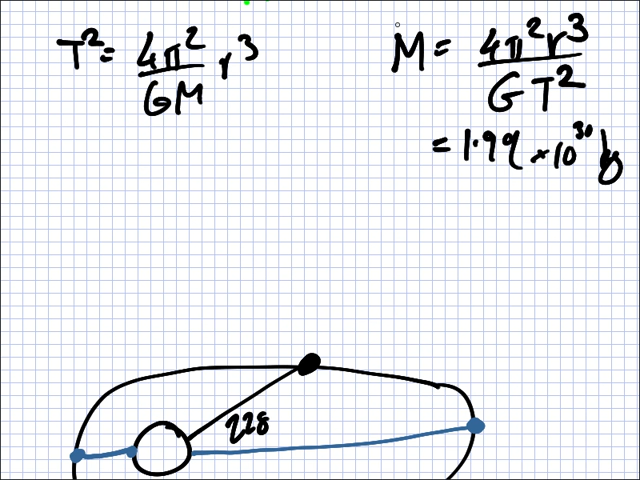 T² = 4π²/GM r³
M = 4π²r³/GT²
= 1.99 × 10³⁰ kg
228